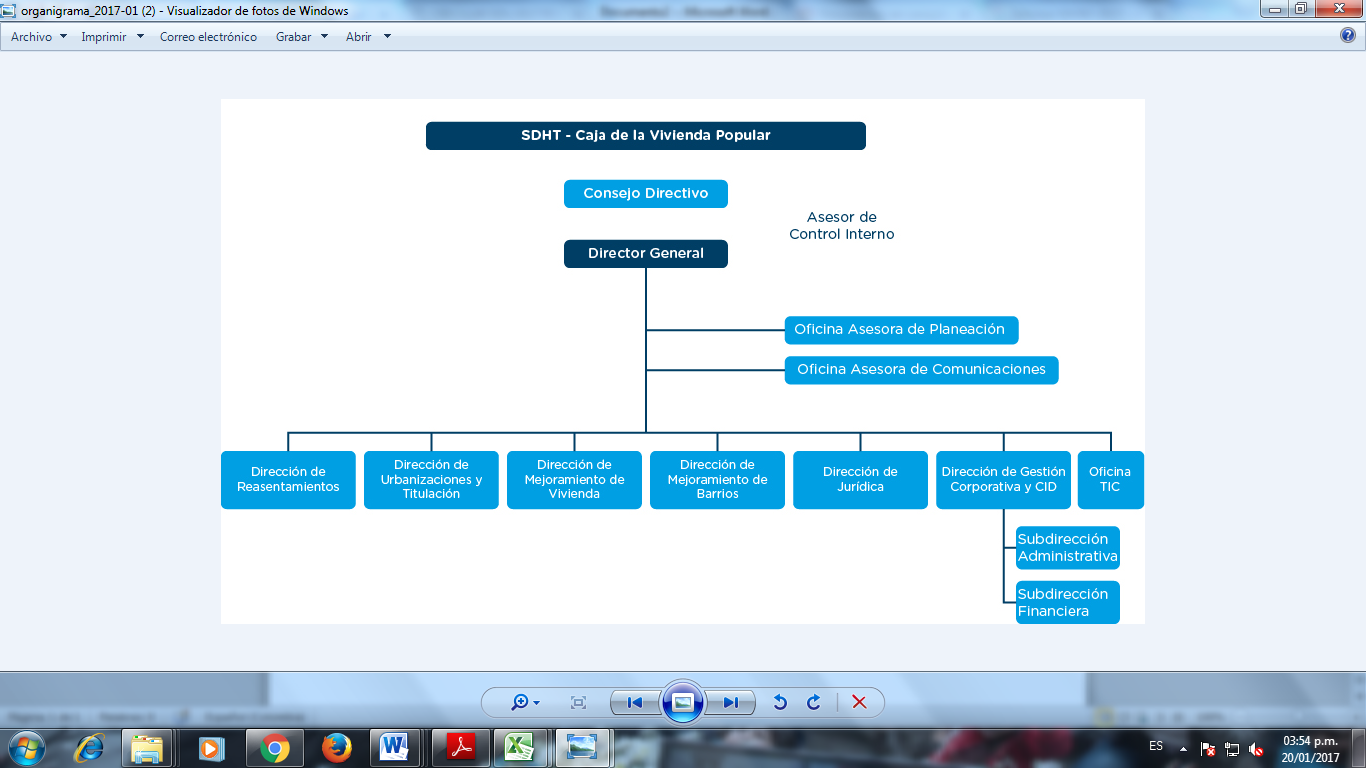 organigrama_2017-01 (2) - Visualizador de fotos de Windows
Archivo Imprimir Correo electrónico Grabar Abrir
SDHT - Caja de la Vivienda Popular
Consejo Directivo
Asesor de
Control Interno
Director General
Oficina Asesora de Planeación
Oficina Asesora de Comunicaciones
Dirección de
Reasentamientos
Dirección de
Urbanizaciones y
Titulación
Dirección de
Mejoramiento de
Vivienda
Dirección de
Mejoramiento de
Barrios
Dirección de
Jurídica
Dirección de Gestión
Corporativa y CID
Oficina
TIC
Subdirección
Administrativa
Subdirección
Financiera
ES
03:54 p.m.
20/01/2017